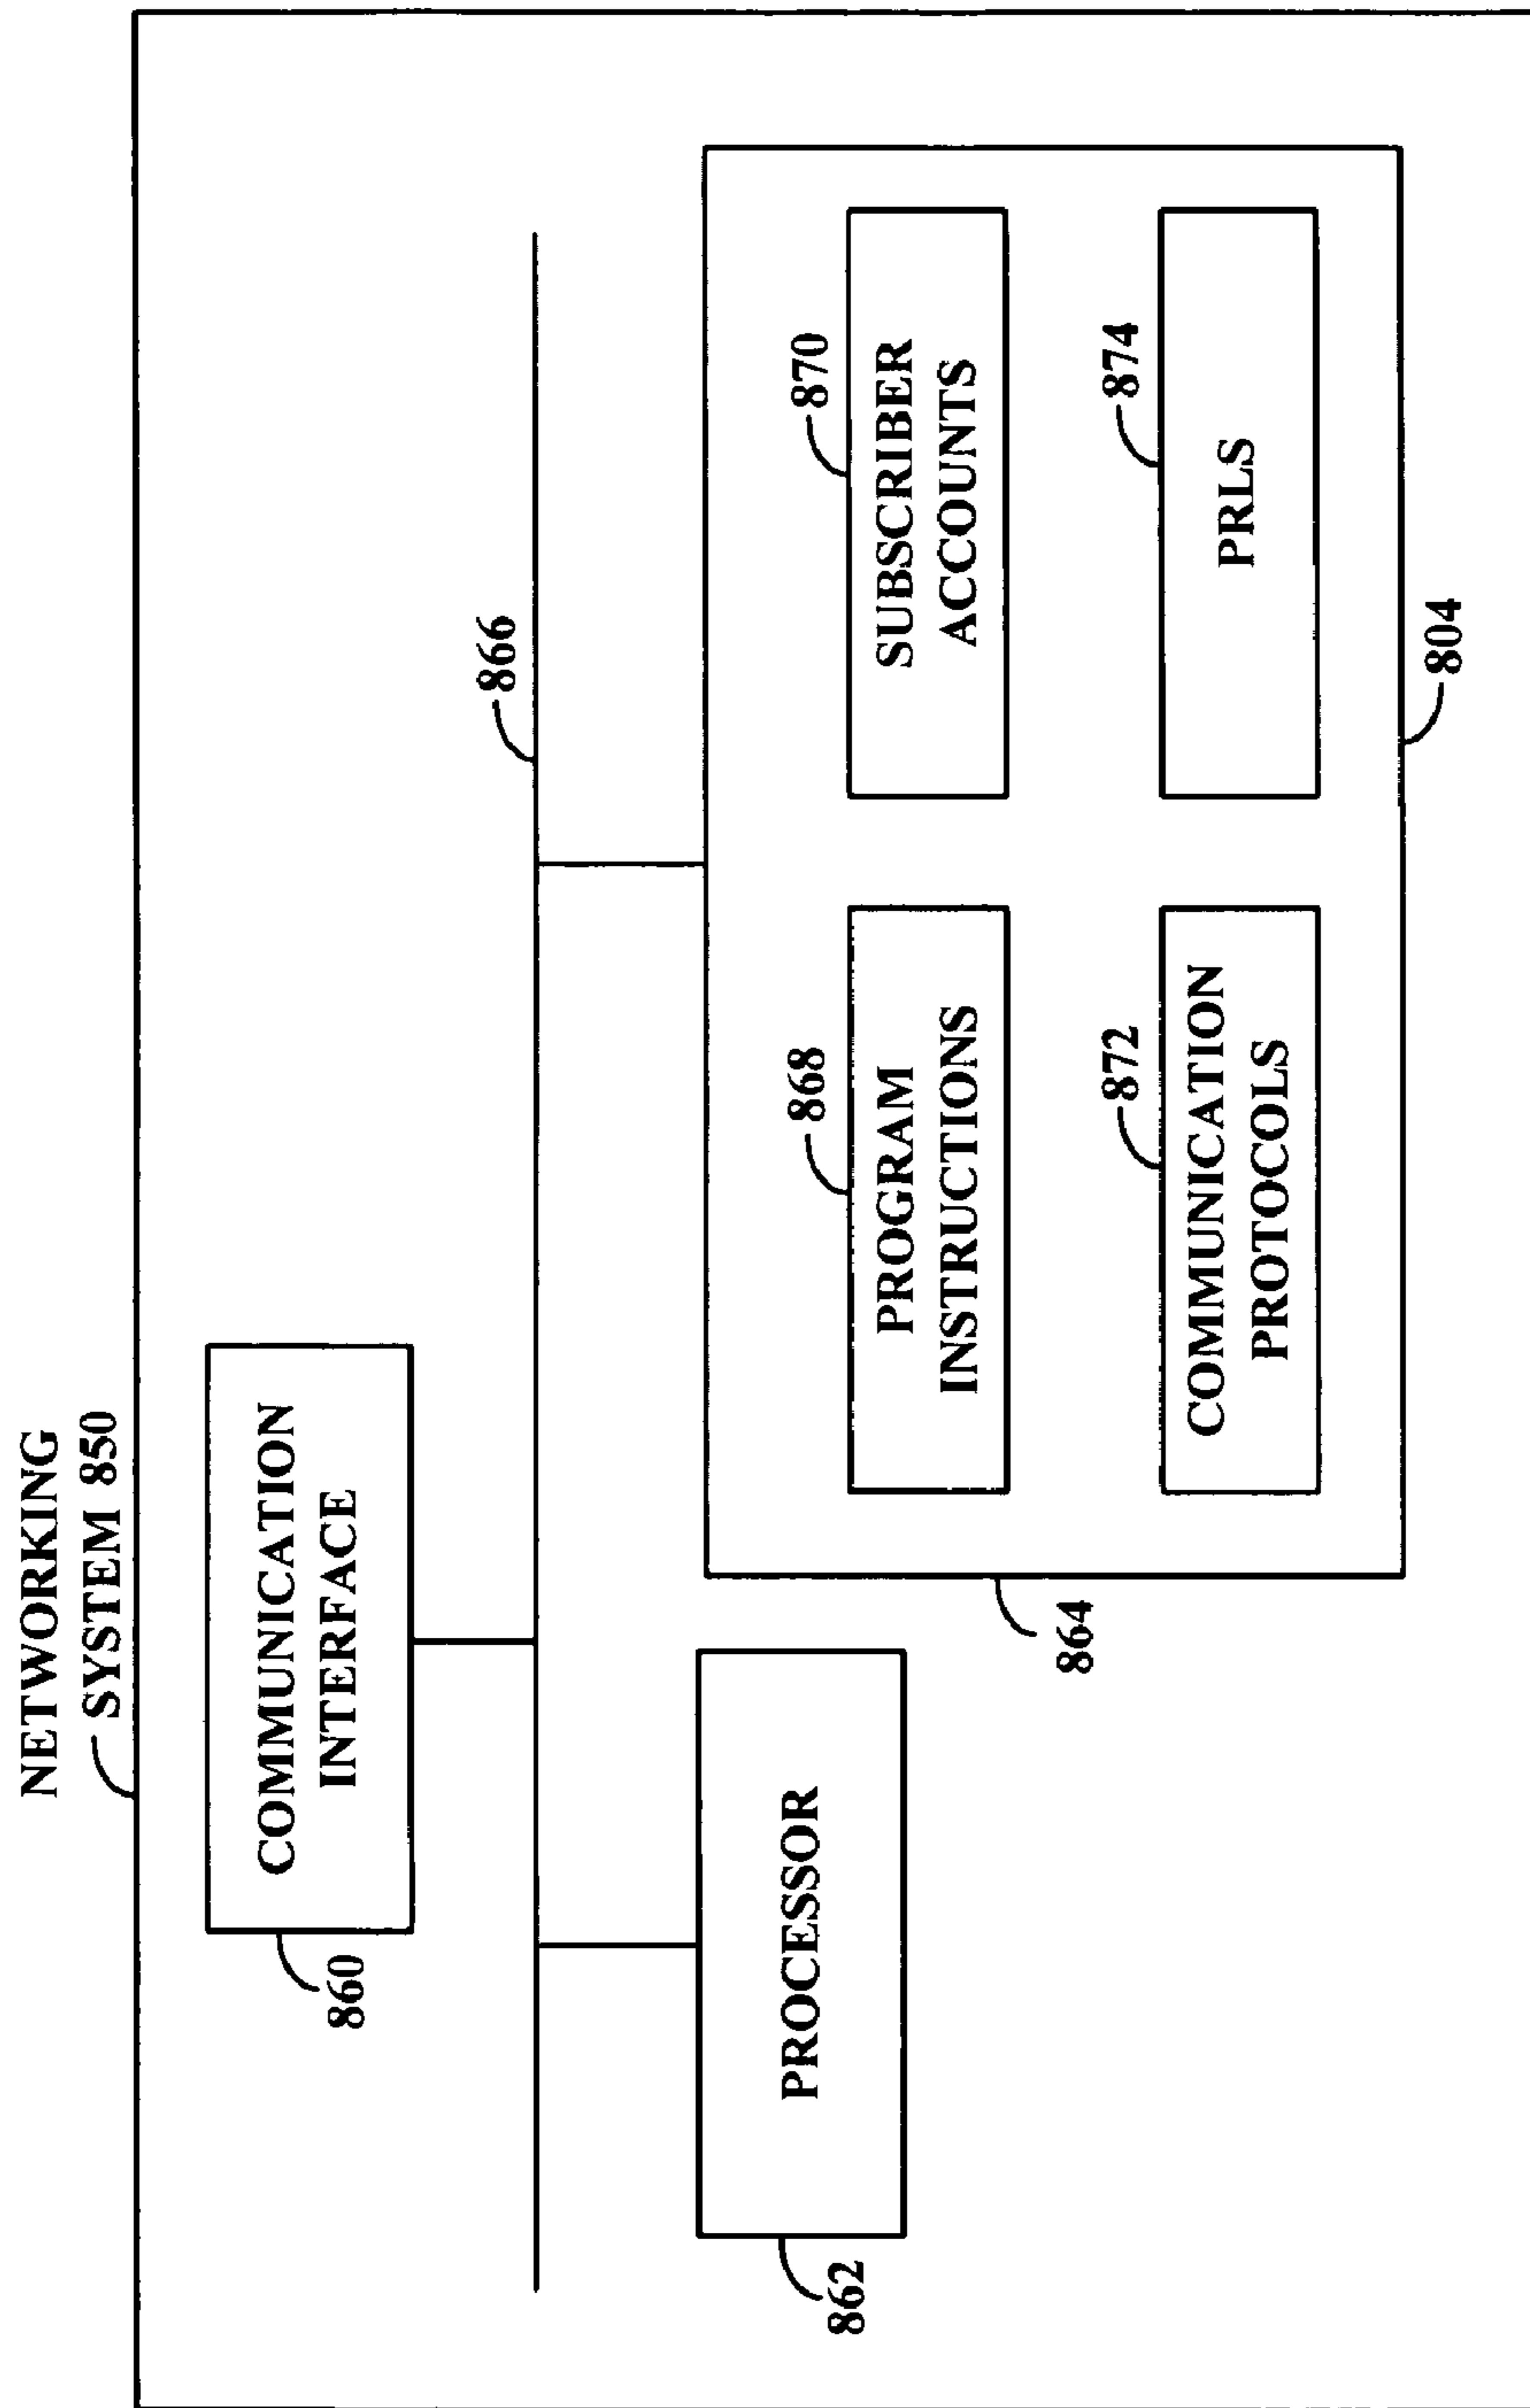 NETWORKING
SYSTEM 850
COMMUNICATION
INTERFACE
860
866
PROCESSOR
862
864
868
PROGRAM
INSTRUCTIONS
870
SUBSCRIBER
ACCOUNTS
872
COMMUNICATION
PROTOCOLS
874
PRLS
804